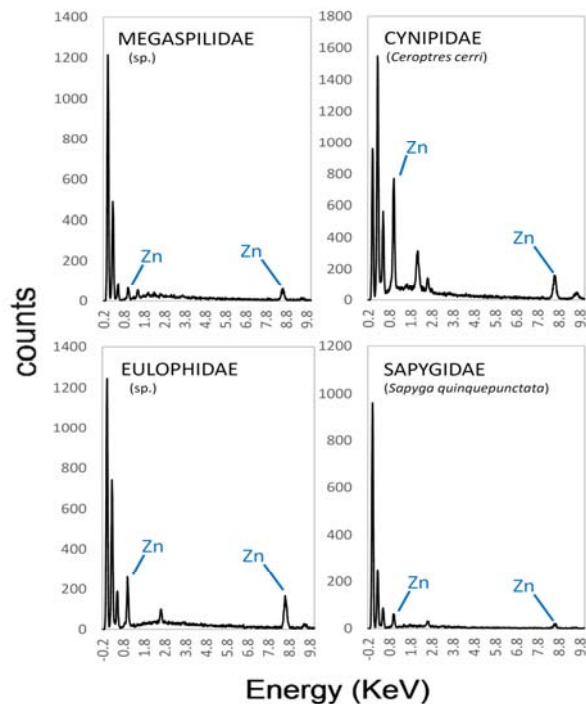 MEGASPILIDAE
(sp.)
1400
1200
1000
800
600
400
200
0
Zn
Zn
0.2 0.8 1.8 2.8 3.8 4.8 5.8 6.8 7.8 8.8 9.8
CYNIPIDAE
(Ceroptres cerri)
1800
1600
1400
1200
1000
800
600
400
200
0
Zn
Zn
0.2 0.8 1.8 2.8 3.8 4.8 5.8 6.8 7.8 8.8 9.8
counts
EULOPHIDAE
(sp.)
1400
1200
1000
800
600
400
200
0
Zn
Zn
-0.2 0.8 1.8 2.8 3.8 4.8 5.8 6.8 7.8 8.8 9.8
SAPYGIDAE
(Sapyga quinquepunctata)
1200
1000
800
600
400
200
0
Zn
Zn
0.2 0.8 1.8 2.8 3.8 4.8 5.8 6.8 7.8 8.8 9.8
Energy (KeV)